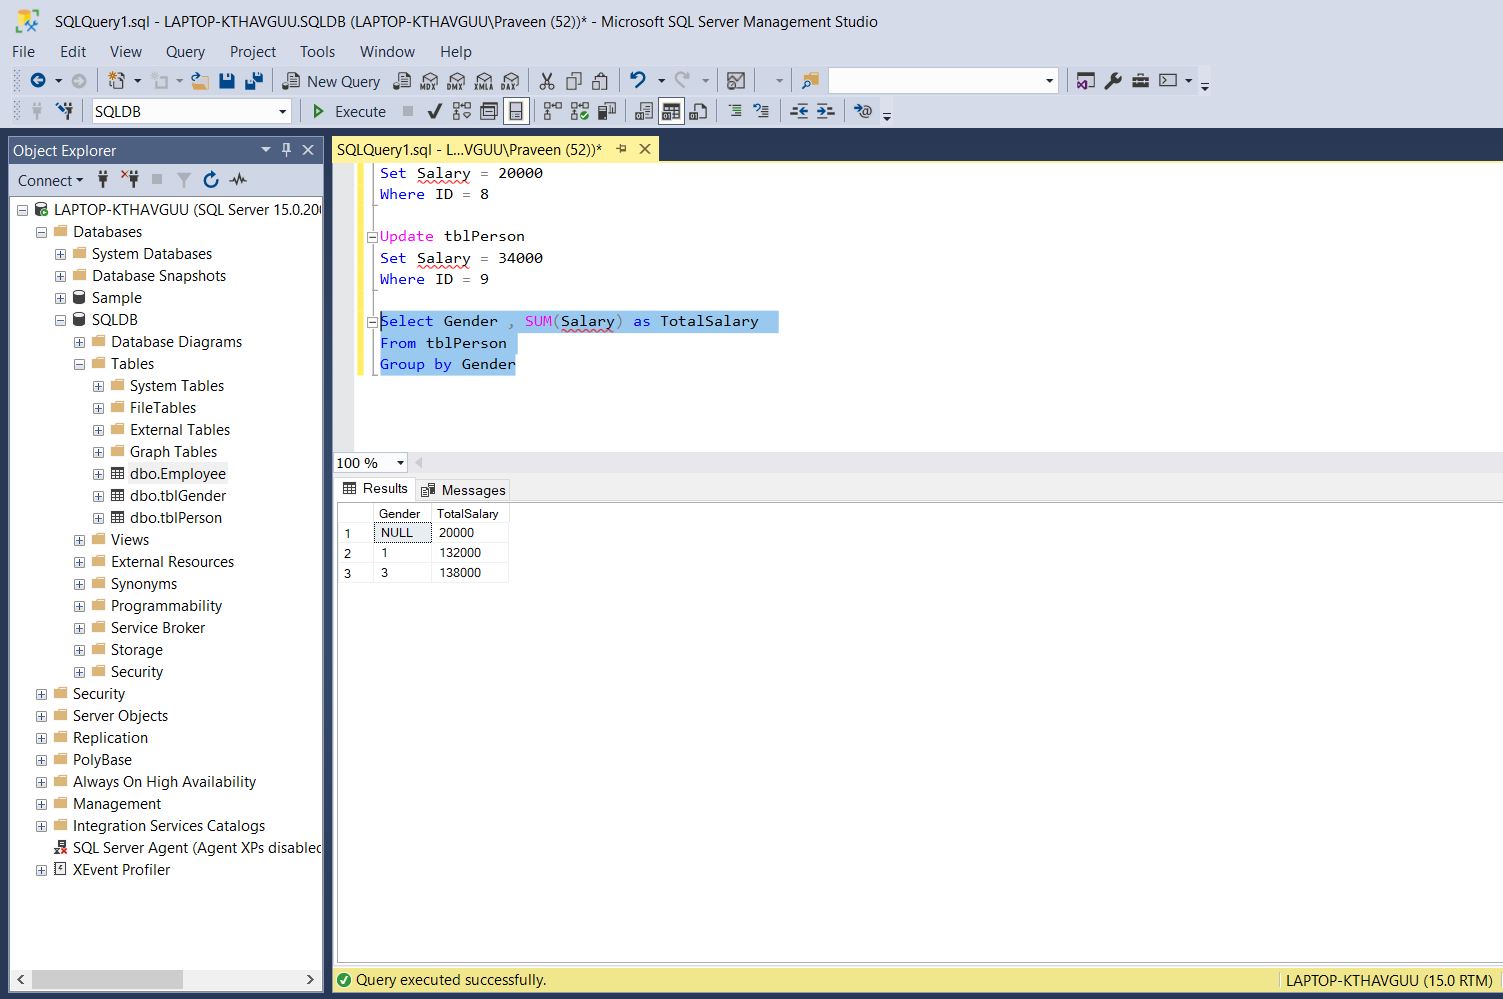 SQLQuery1.sql - LAPTOP-KTHAVGUU.SQLDB (LAPTOP-KTHAVGUU\Praveen (52))* - Microsoft SQL Server Management Studio
File Edit View Query Project Tools Window Help
New Query MDX DMX XMLA DAX
SQLDB Execute
Object Explorer
Connect
LAPTOP-KTHAVGUU (SQL Server 15.0.200
Databases
System Databases
Database Snapshots
Sample
SQLDB
Database Diagrams
Tables
System Tables
FileTables
External Tables
Graph Tables
dbo.Employee
dbo.tblGender
dbo.tblPerson
Views
External Resources
Synonyms
Programmability
Service Broker
Storage
Security
Security
Server Objects
Replication
PolyBase
Always On High Availability
Management
Integration Services Catalogs
SQL Server Agent (Agent XPs disabled
XEvent Profiler
SQLQuery1.sql - L...VGUU\Praveen (52))*
Set Salary = 20000
Where ID = 8
Update tblPerson
Set Salary = 34000
Where ID = 9
Select Gender , SUM(Salary) as TotalSalary
From tblPerson
Group by Gender
100 %
Results Messages
Gender TotalSalary
1 NULL 20000
2 1 132000
3 3 138000
Query executed successfully. LAPTOP-KTHAVGUU (15.0 RTM)